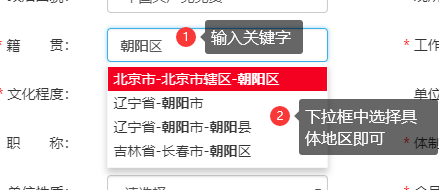 * 籍 贯: 朝阳区 1 输入关键字 * 工作
北京市-北京市辖区-朝阳区
* 文化程度: 辽宁省-朝阳市 * 单位
辽宁省-朝阳市-朝阳县 2 下拉框中选择具
* 职 称: 吉林省-长春市-朝阳区 体地区即可 * 体制